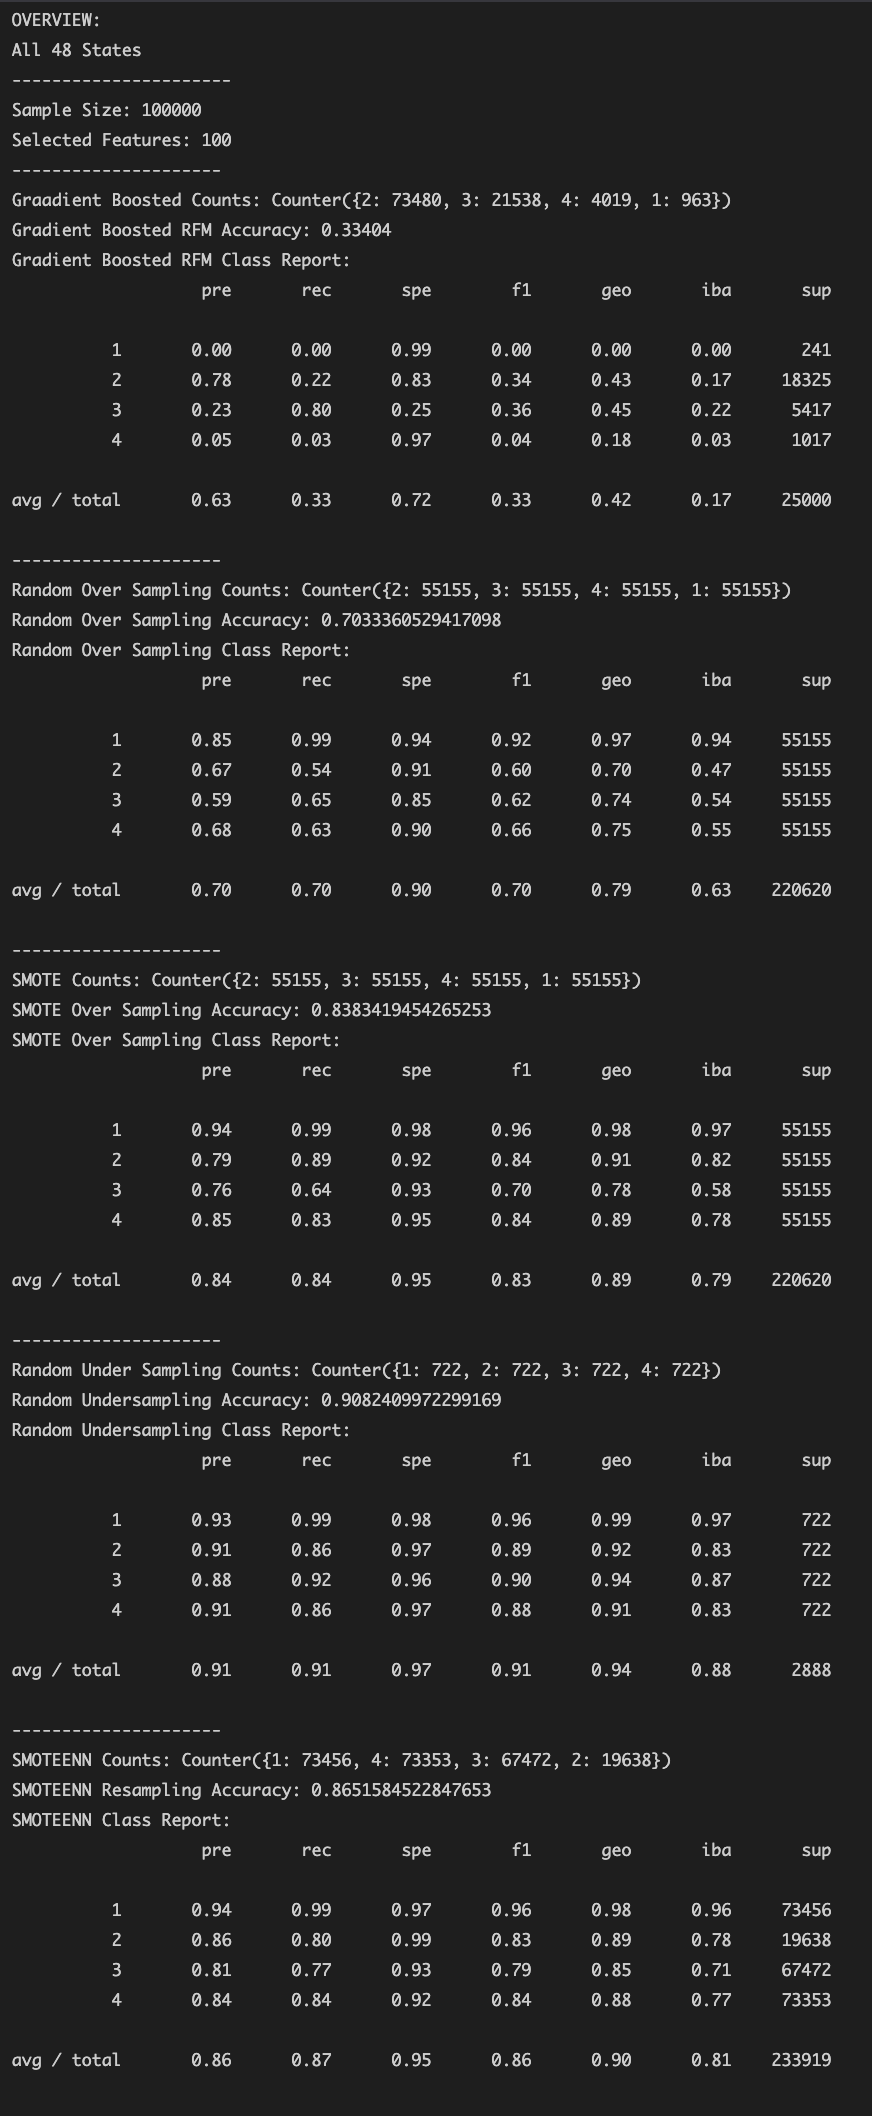 OVERVIEW:
All 48 States
----------------------
Sample Size: 100000
Selected Features: 100
---------------------
Graadient Boosted Counts: Counter({2: 73480, 3: 21538, 4: 4019, 1: 963})
Gradient Boosted RFM Accuracy: 0.33404
Gradient Boosted RFM Class Report:
pre rec spe f1 geo iba sup
1 0.00 0.00 0.99 0.00 0.00 0.00 241
2 0.78 0.22 0.83 0.34 0.43 0.17 18325
3 0.23 0.80 0.25 0.36 0.45 0.22 5417
4 0.05 0.03 0.97 0.04 0.18 0.03 1017
avg / total 0.63 0.33 0.72 0.33 0.42 0.17 25000
---------------------
Random Over Sampling Counts: Counter({2: 55155, 3: 55155, 4: 55155, 1: 55155})
Random Over Sampling Accuracy: 0.7033360529417098
Random Over Sampling Class Report:
pre rec spe f1 geo iba sup
1 0.85 0.99 0.94 0.92 0.97 0.94 55155
2 0.67 0.54 0.91 0.60 0.70 0.47 55155
3 0.59 0.65 0.85 0.62 0.74 0.54 55155
4 0.68 0.63 0.90 0.66 0.75 0.55 55155
avg / total 0.70 0.70 0.90 0.70 0.79 0.63 220620
---------------------
SMOTE Counts: Counter({2: 55155, 3: 55155, 4: 55155, 1: 55155})
SMOTE Over Sampling Accuracy: 0.8383419454265253
SMOTE Over Sampling Class Report:
pre rec spe f1 geo iba sup
1 0.94 0.99 0.98 0.96 0.98 0.97 55155
2 0.79 0.89 0.92 0.84 0.91 0.82 55155
3 0.76 0.64 0.93 0.70 0.78 0.58 55155
4 0.85 0.83 0.95 0.84 0.89 0.78 55155
avg / total 0.84 0.84 0.95 0.83 0.89 0.79 220620
---------------------
Random Under Sampling Counts: Counter({1: 722, 2: 722, 3: 722, 4: 722})
Random Undersampling Accuracy: 0.9082409972299169
Random Undersampling Class Report:
pre rec spe f1 geo iba sup
1 0.93 0.99 0.98 0.96 0.99 0.97 722
2 0.91 0.86 0.97 0.89 0.92 0.83 722
3 0.88 0.92 0.96 0.90 0.94 0.87 722
4 0.91 0.86 0.97 0.88 0.91 0.83 722
avg / total 0.91 0.91 0.97 0.91 0.94 0.88 2888
---------------------
SMOTEENN Counts: Counter({1: 73456, 4: 73353, 3: 67472, 2: 19638})
SMOTEENN Resampling Accuracy: 0.8651584522847653
SMOTEENN Class Report:
pre rec spe f1 geo iba sup
1 0.94 0.99 0.97 0.96 0.98 0.96 73456
2 0.86 0.80 0.99 0.83 0.89 0.78 19638
3 0.81 0.77 0.93 0.79 0.85 0.71 67472
4 0.84 0.84 0.92 0.84 0.88 0.77 73353
avg / total 0.86 0.87 0.95 0.86 0.90 0.81 233919